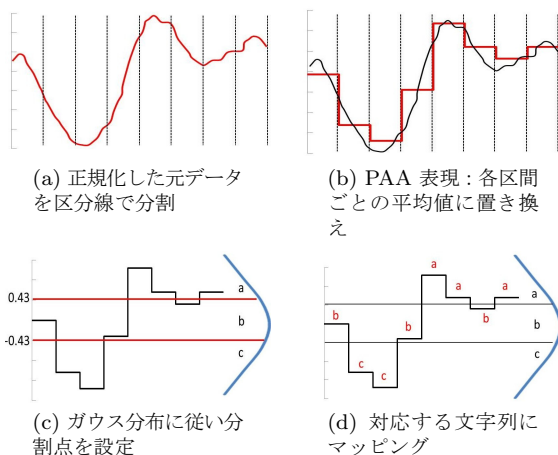 (a) 正規化した元データ
を区分線で分割
(b) PAA 表現：各区間
ごとの平均値に置き換
え
0.43
-0.43
a
b
c
(c) ガウス分布に従い分
割点を設定
b
c
c
b
a
a
b
a
a
b
c
(d) 対応する文字列に
マッピング